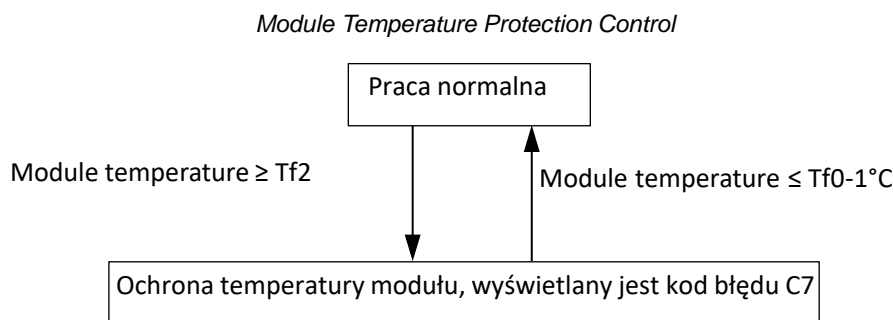 Module Temperature Protection Control
Praca normalna
Module temperature ≥ Tf2
Module temperature ≤ Tf0-1°C
Ochrona temperatury modułu, wyświetlany jest kod błędu C7